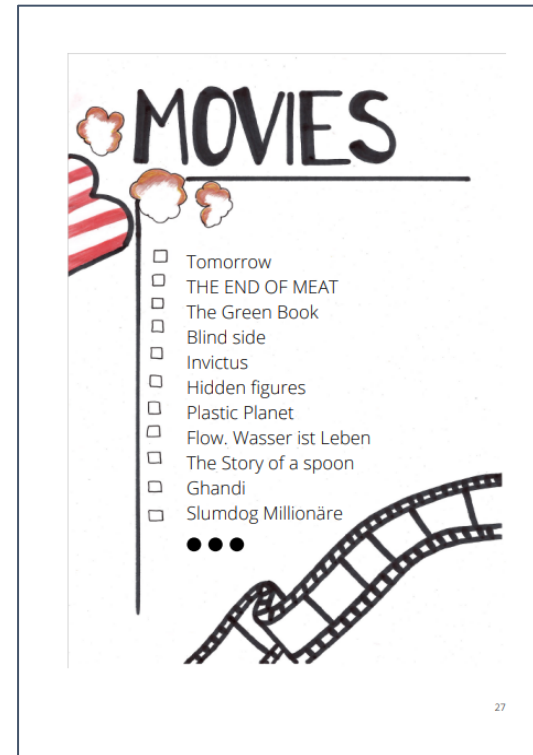 MOVIES
Tomorrow
THE END OF MEAT
The Green Book
Blind side
Invictus
Hidden figures
Plastic Planet
Flow. Wasser ist Leben
The Story of a spoon
Ghandi
Slumdog Millionäre
27